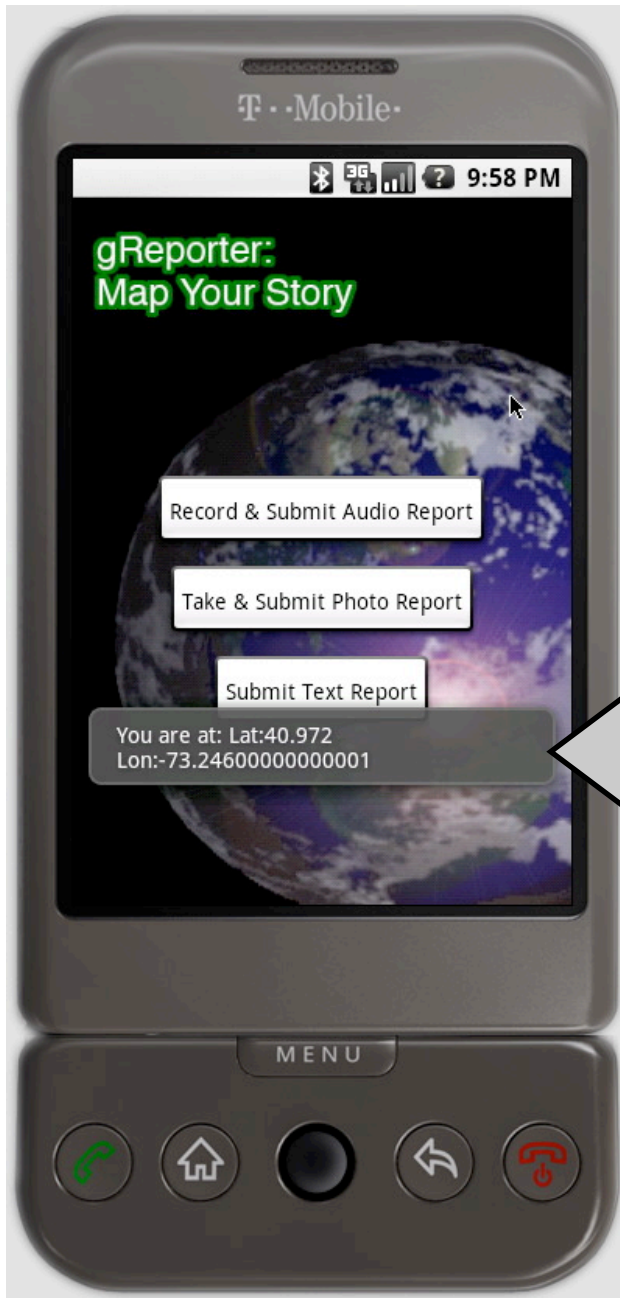 T··Mobile·
3G
? 9:58 PM
gReporter:
Map Your Story
Record & Submit Audio Report
Take & Submit Photo Report
Submit Text Report
You are at: Lat:40.972
Lon:-73.24600000000001
MENU